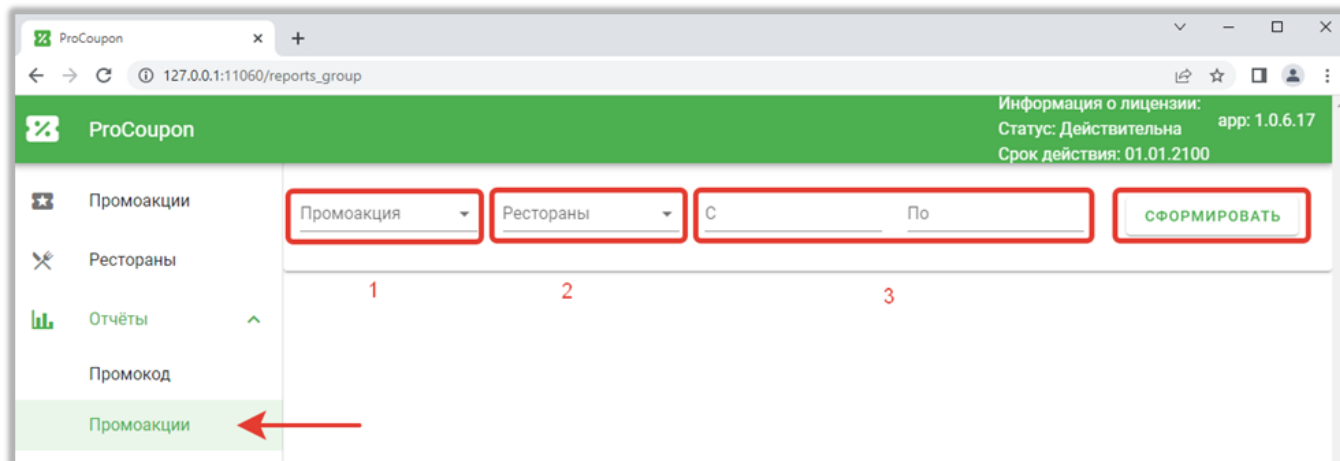 ProCoupon
127.0.0.1:11060/reports_group
ProCoupon
Информация о лицензии:
Статус: Действительна
Срок действия: 01.01.2100
app: 1.0.6.17
Промоакции
Рестораны
Отчёты
Промокод
Промоакции
Промоакция
Рестораны
С
По
СФОРМИРОВАТЬ
1
2
3